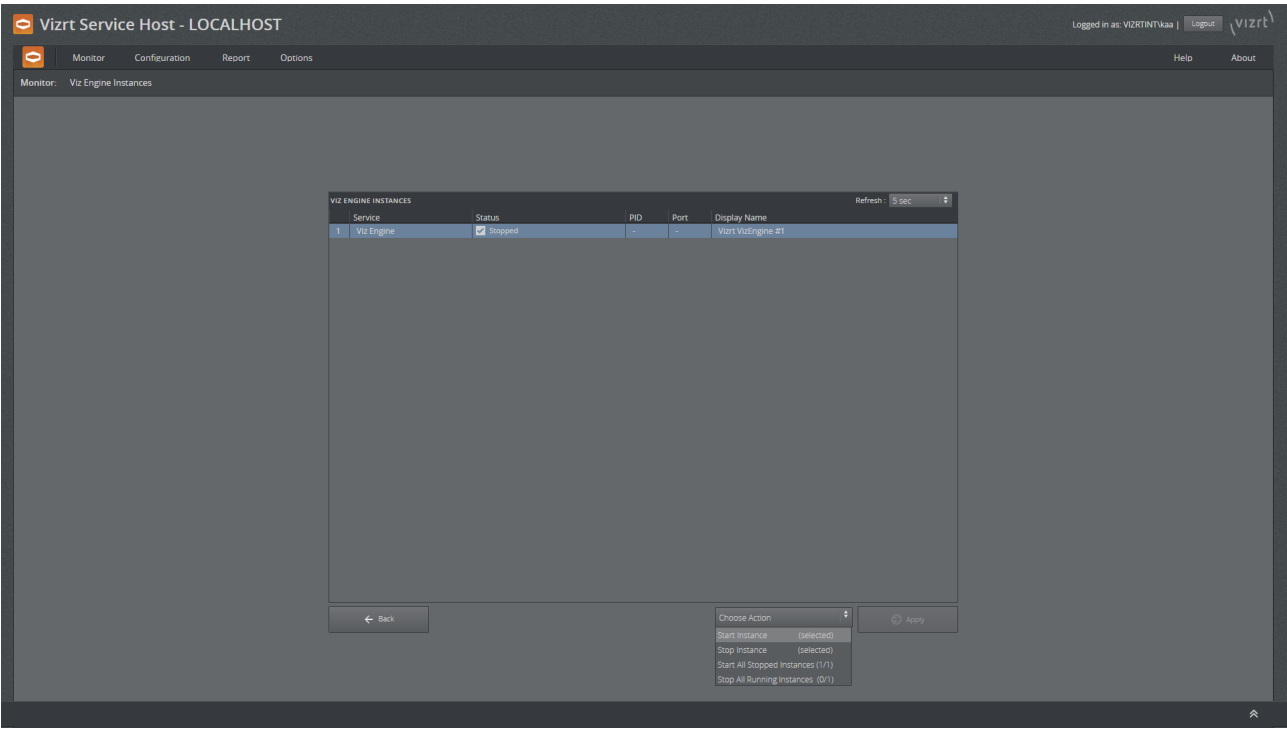 Vizrt Service Host - LOCALHOST
Logged in as: VIZRTINT\kaa | Logout (vizrt)
Monitor Configuration Report Options Help About
Monitor: Viz Engine Instances
VIZ ENGINE INSTANCES Refresh : 5 sec
Service Status PID Port Display Name
1 Viz Engine Stopped - - Vizrt VizEngine #1
Back Choose Action Apply
Start Instance (selected)
Stop Instance (selected)
Start All Stopped Instances (1/1)
Stop All Running Instances (0/1)